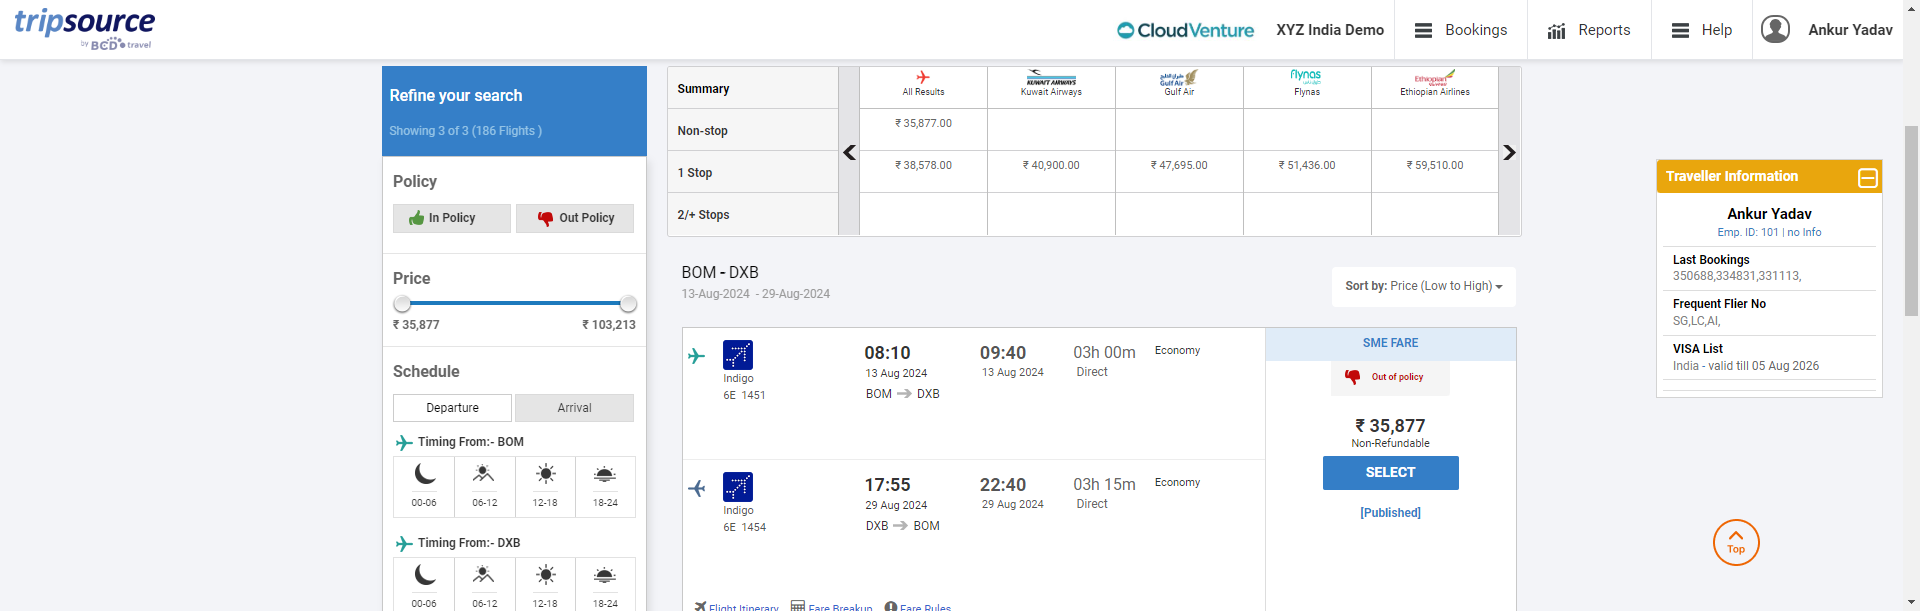 tripsource
by BCD travel
CloudVenture
XYZ India Demo
Bookings
Reports
Help
Ankur Yadav
Refine your search
Showing 3 of 3 (186 Flights )
Policy
In Policy
Out Policy
Price
₹ 35,877
₹ 103,213
Schedule
Departure
Arrival
Timing From:- BOM
00-06
06-12
12-18
18-24
Timing From:- DXB
00-06
06-12
12-18
18-24
Summary
All Results
KUWAIT AIRWAYS
Kuwait Airways
طيران الخليج
GULF AIR
Gulf Air
flynas
Flynas
Ethiopian
Ethiopian Airlines
Non-stop
₹ 35,877.00
1 Stop
₹ 38,578.00
₹ 40,900.00
₹ 47,695.00
₹ 51,436.00
₹ 59,510.00
2/+ Stops
BOM - DXB
13-Aug-2024 - 29-Aug-2024
Sort by: Price (Low to High)
Indigo
6E 1451
08:10
13 Aug 2024
BOM DXB
09:40
13 Aug 2024
03h 00m
Direct
Economy
Indigo
6E 1454
17:55
29 Aug 2024
DXB BOM
22:40
29 Aug 2024
03h 15m
Direct
Economy
SME FARE
Out of policy
₹ 35,877
Non-Refundable
SELECT
[Published]
Flight Itinerary
Fare Breakup
Fare Rules
Traveller Information
Ankur Yadav
Emp. ID: 101 | no Info
Last Bookings
350688,334831,331113,
Frequent Flier No
SG,LC,AI,
VISA List
India - valid till 05 Aug 2026
Top